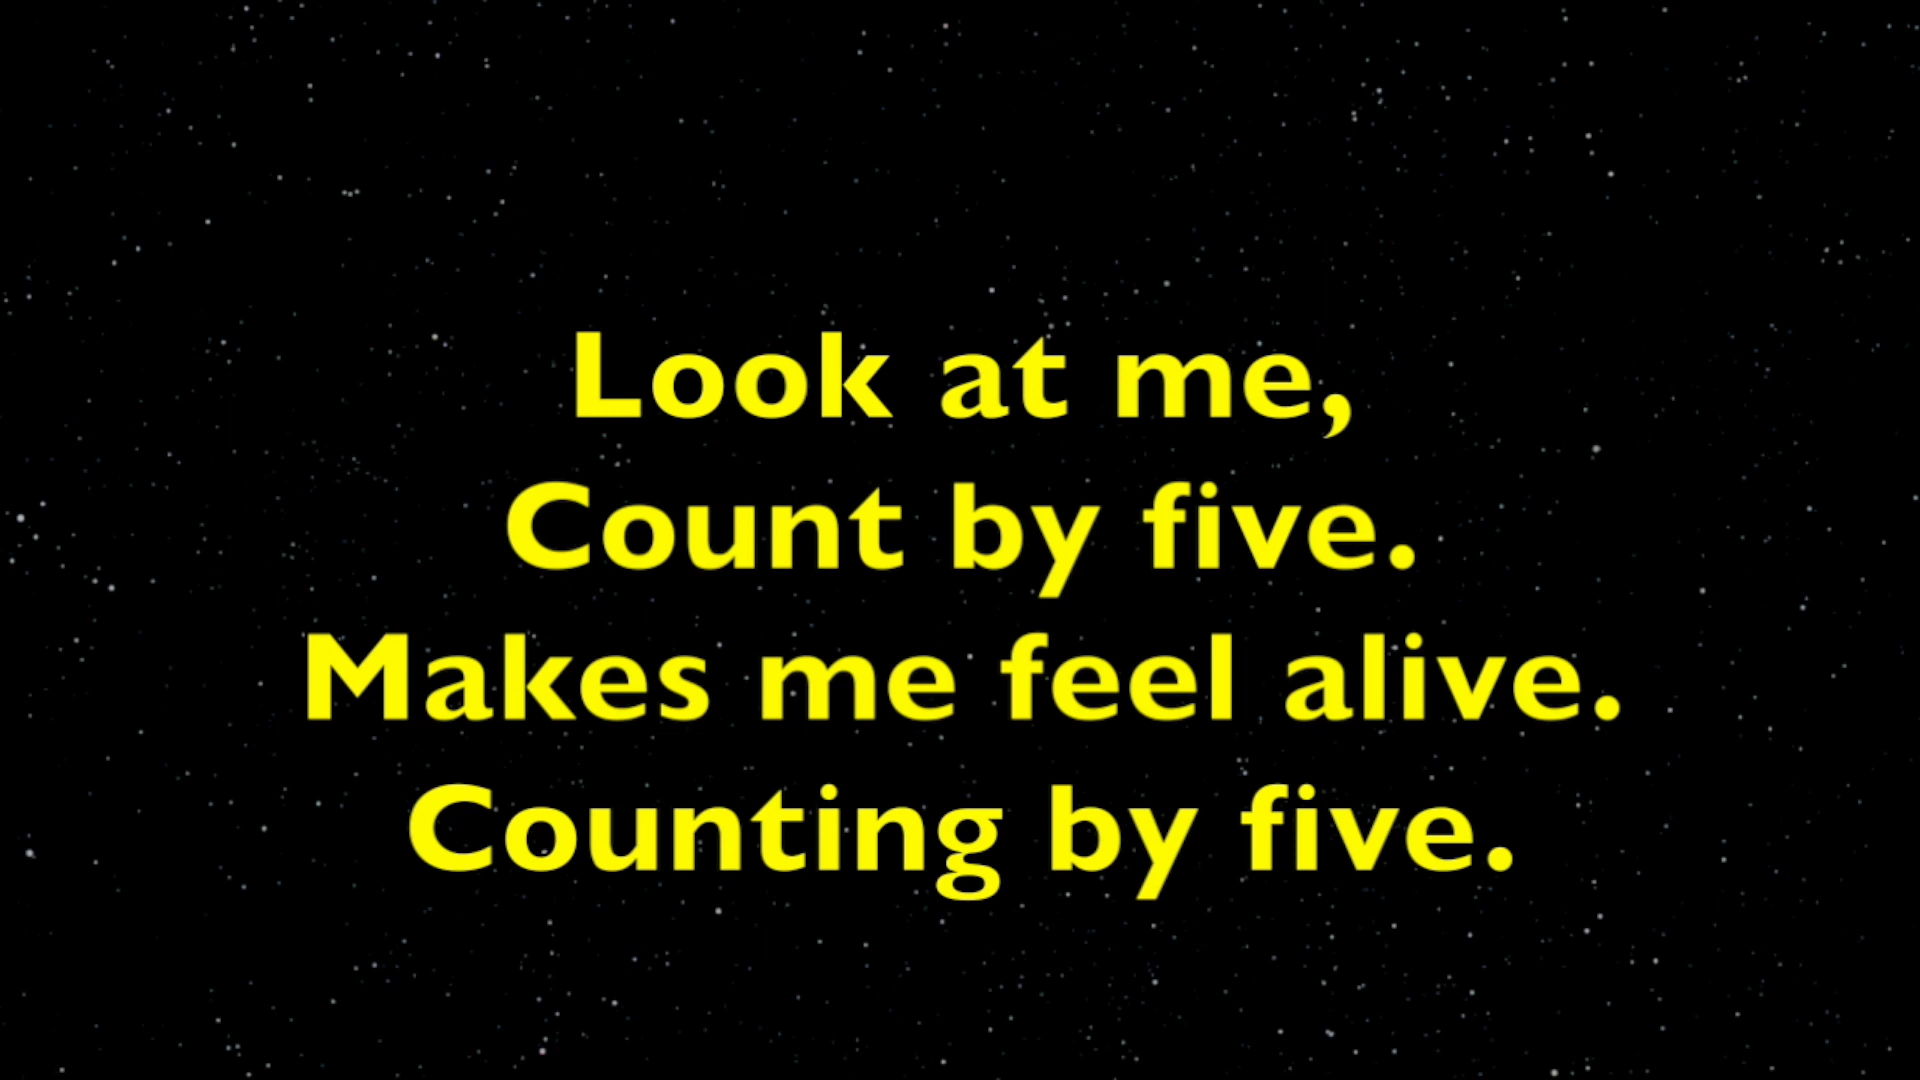 Look at me,
Count by five.
Makes me feel alive.
Counting by five.